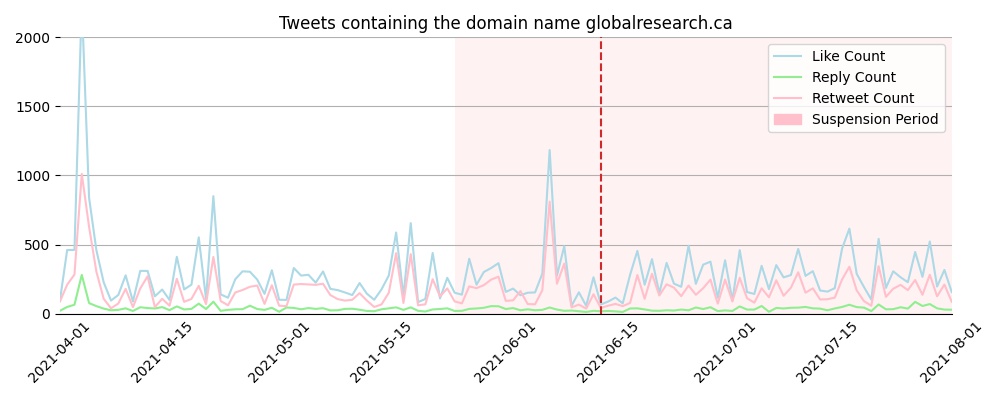 Tweets containing the domain name globalresearch.ca
2000
1500
1000
500
0
Like Count
Reply Count
Retweet Count
Suspension Period
2021-04-01
2021-04-15
2021-05-01
2021-05-15
2021-06-01
2021-06-15
2021-07-01
2021-07-15
2021-08-01